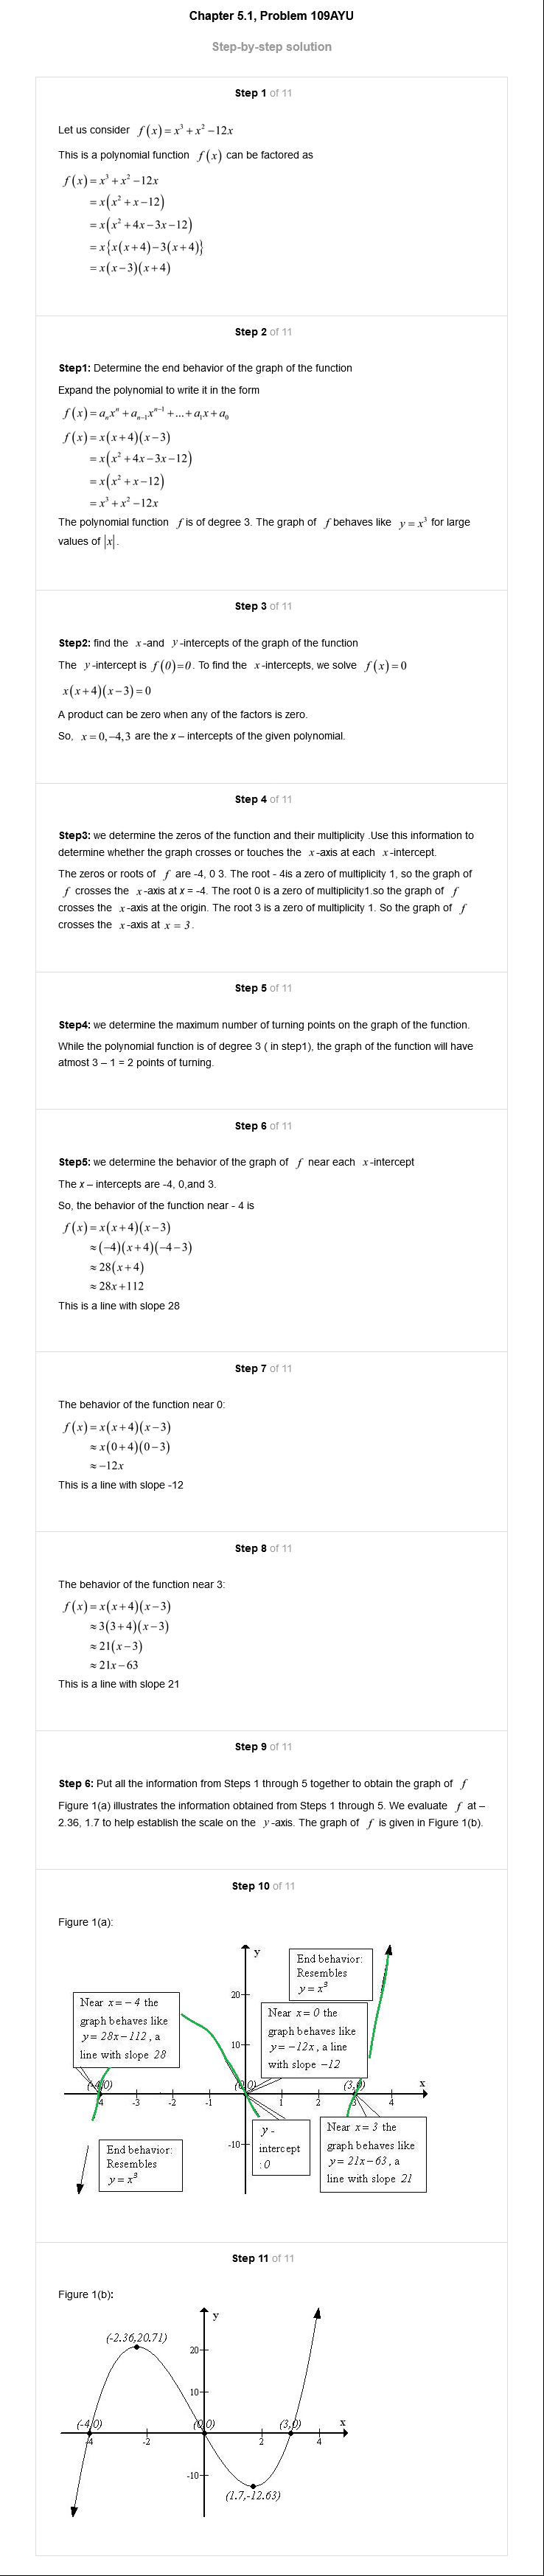 Chapter 5.1, Problem 109AYU
Step-by-step solution
Step 1 of 11
Let us consider f(x) = x³ + x² − 12x
This is a polynomial function f(x) can be factored as
f(x) = x³ + x² − 12x
= x(x² + x − 12)
= x(x² + 4x − 3x − 12)
= x{x(x + 4) − 3(x + 4)}
= x(x − 3)(x + 4)
Step 2 of 11
Step1: Determine the end behavior of the graph of the function
Expand the polynomial to write it in the form
f(x) = aₙxⁿ + aₙ₋₁xⁿ⁻¹ + ... + a₁x + a₀
f(x) = x(x + 4)(x − 3)
= x(x² + 4x − 3x − 12)
= x(x² + x − 12)
= x³ + x² − 12x
The polynomial function f is of degree 3. The graph of f behaves like y = x³ for large
values of |x|.
Step 3 of 11
Step2: find the x-and y-intercepts of the graph of the function
The y-intercept is f(0)=0. To find the x-intercepts, we solve f(x) = 0
x(x + 4)(x − 3) = 0
A product can be zero when any of the factors is zero.
So, x = 0, −4, 3 are the x – intercepts of the given polynomial.
Step 4 of 11
Step3: we determine the zeros of the function and their multiplicity .Use this information to
determine whether the graph crosses or touches the x-axis at each x-intercept.
The zeros or roots of f are -4, 0 3. The root - 4is a zero of multiplicity 1, so the graph of
f crosses the x-axis at x = -4. The root 0 is a zero of multiplicity1.so the graph of f
crosses the x-axis at the origin. The root 3 is a zero of multiplicity 1. So the graph of f
crosses the x-axis at x = 3.
Step 5 of 11
Step4: we determine the maximum number of turning points on the graph of the function.
While the polynomial function is of degree 3 ( in step1), the graph of the function will have
atmost 3 – 1 = 2 points of turning.
Step 6 of 11
Step5: we determine the behavior of the graph of f near each x-intercept
The x – intercepts are -4, 0,and 3.
So, the behavior of the function near - 4 is
f(x) = x(x + 4)(x − 3)
≈ (−4)(x + 4)(−4 − 3)
≈ 28(x + 4)
≈ 28x + 112
This is a line with slope 28
Step 7 of 11
The behavior of the function near 0:
f(x) = x(x + 4)(x − 3)
≈ x(0 + 4)(0 − 3)
≈ −12x
This is a line with slope -12
Step 8 of 11
The behavior of the function near 3:
f(x) = x(x + 4)(x − 3)
≈ 3(3 + 4)(x − 3)
≈ 21(x − 3)
≈ 21x − 63
This is a line with slope 21
Step 9 of 11
Step 6: Put all the information from Steps 1 through 5 together to obtain the graph of f
Figure 1(a) illustrates the information obtained from Steps 1 through 5. We evaluate f at –
2.36, 1.7 to help establish the scale on the y-axis. The graph of f is given in Figure 1(b).
Step 10 of 11
Figure 1(a):
y
End behavior:
Resembles
y = x³
20
Near x = −4 the
graph behaves like
y = 28x−112, a
line with slope 28
Near x = 0 the
graph behaves like
y = −12x, a line
with slope −12
10
(-4,0)
(0,0)
(3,0)
x
-4 -3 -2 -1 1 2 3 4
-10
y -
intercept
: 0
Near x = 3 the
graph behaves like
y = 21x−63, a
line with slope 21
End behavior:
Resembles
y = x³
Step 11 of 11
Figure 1(b):
y
(-2.36,20.71)
20
10
(-4,0)
(0,0)
(3,0)
x
-4 -2 2 4
-10
(1.7,-12.63)